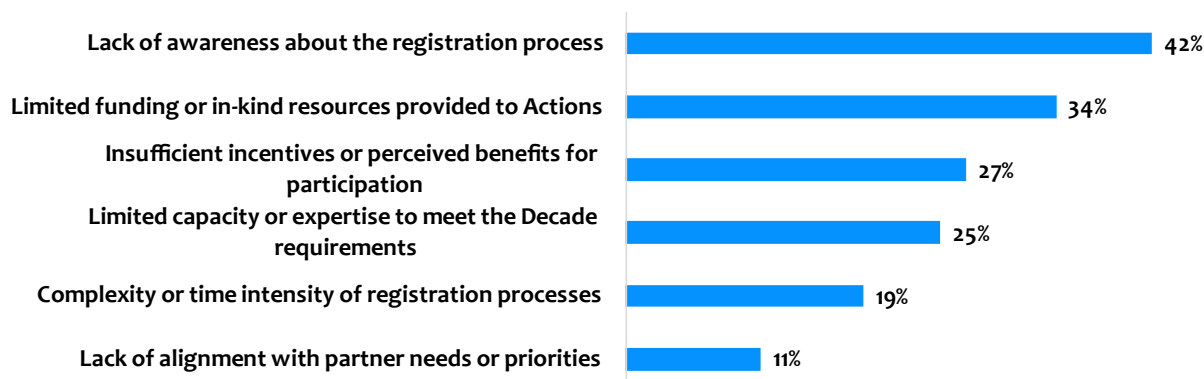 Lack of awareness about the registration process
42%
Limited funding or in-kind resources provided to Actions
34%
Insufficient incentives or perceived benefits for
participation
27%
Limited capacity or expertise to meet the Decade
requirements
25%
Complexity or time intensity of registration processes
19%
Lack of alignment with partner needs or priorities
11%